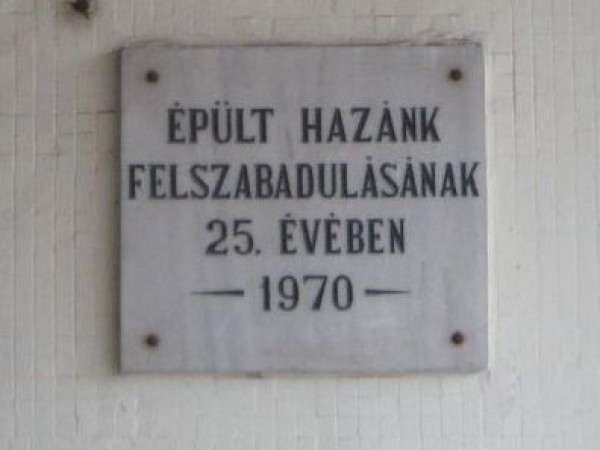 ÉPÜLT HAZÁNK
FELSZABADULÁSÁNAK
25. ÉVÉBEN
— 1970 —